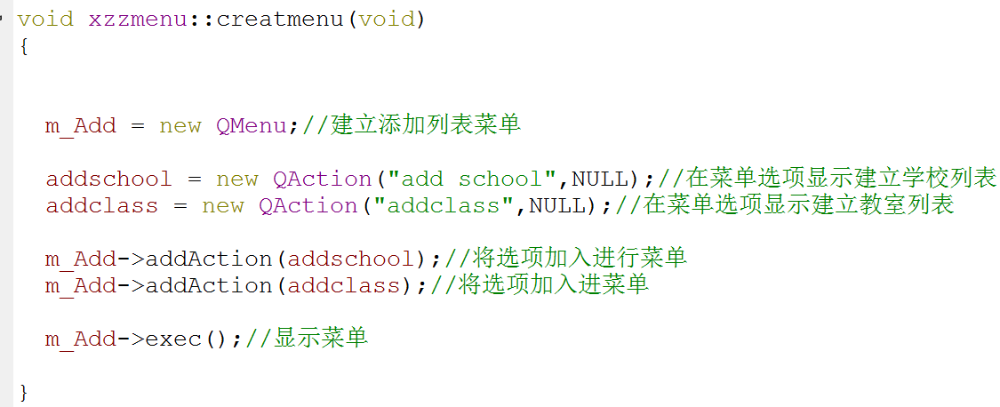 void xzzmenu::creatmenu(void)
{
m_Add = new QMenu;//建立添加列表菜单
addschool = new QAction("add school",NULL);//在菜单选项显示建立学校列表
addclass = new QAction("addclass",NULL);//在菜单选项显示建立教室列表
m_Add->addAction(addschool);//将选项加入进行菜单
m_Add->addAction(addclass);//将选项加入进菜单
m_Add->exec();//显示菜单
}